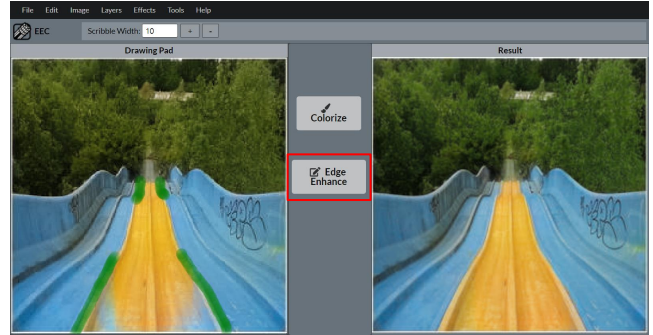 File Edit Image Layers Effects Tools Help
EEC Scribble Width: 10 + -
Drawing Pad
Result
Colorize
Edge
Enhance